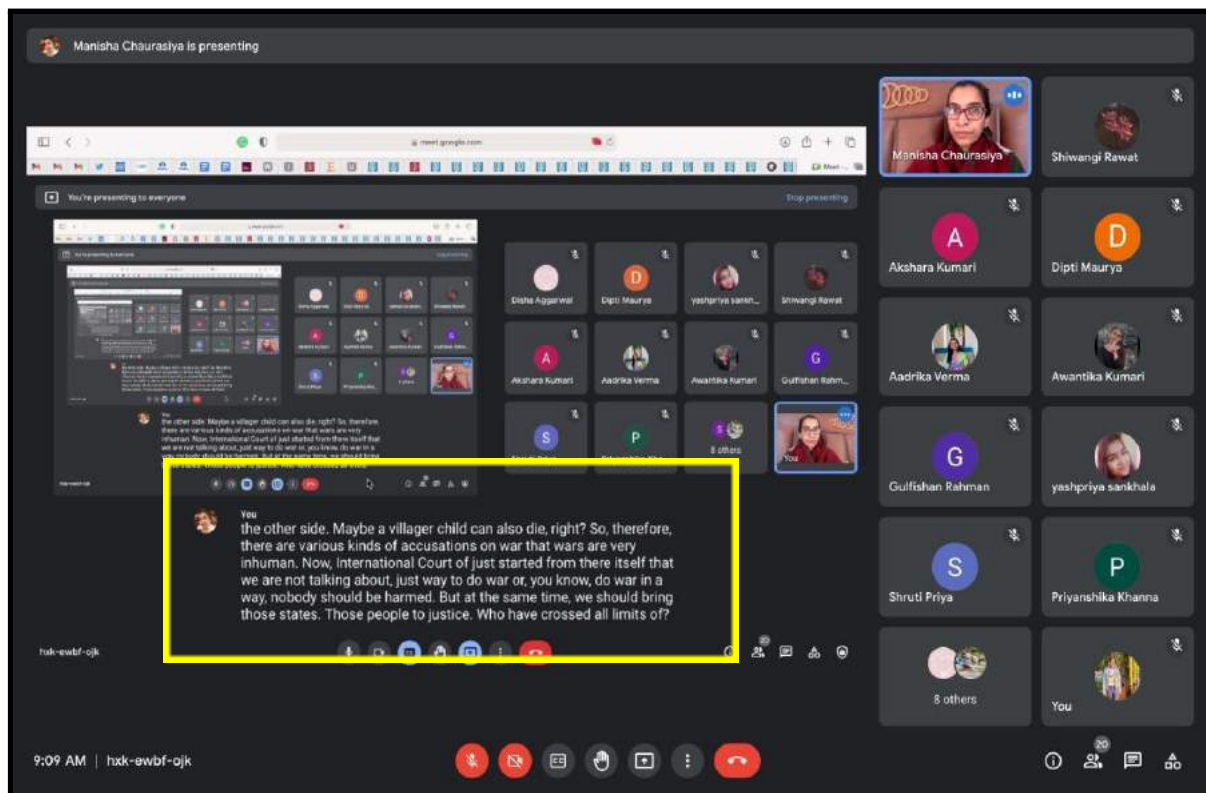 Manisha Chaurasiya is presenting
meet.google.com
You're presenting to everyone
Stop presenting
Disha Aggarwal
Dipti Maurya
yashpriya sankh...
Shiwangi Rawat
Akshara Kumari
Aadrika Verma
Awantika Kumari
Gulfishan Rahm...
8 others
You
You
the other side. Maybe a villager child can also die, right? So, therefore,
there are various kinds of accusations on war that wars are very
inhuman. Now, International Court of just started from there itself that
we are not talking about, just way to do war or, you know, do war in a
way, nobody should be harmed. But at the same time, we should bring
those states. Those people to justice. Who have crossed all limits of?
hxk-ewbf-ojk
20
Manisha Chaurasiya
Shiwangi Rawat
A
Akshara Kumari
D
Dipti Maurya
Aadrika Verma
Awantika Kumari
G
Gulfishan Rahman
yashpriya sankhala
S
Shruti Priya
P
Priyanshika Khanna
8 others
You
9:09 AM | hxk-ewbf-ojk
20